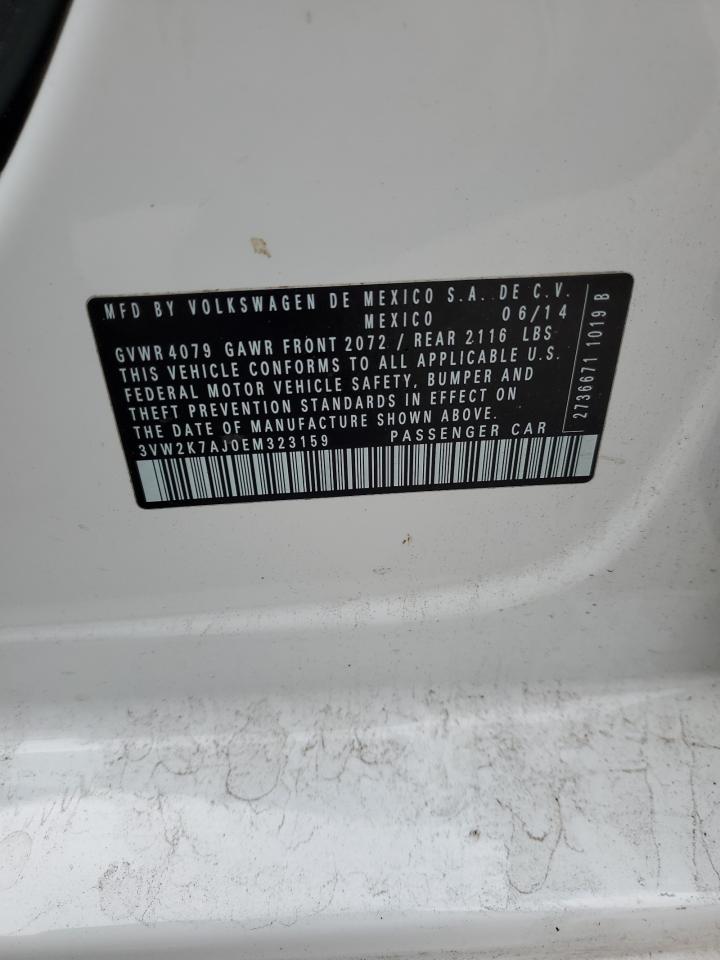 MFD BY VOLKSWAGEN DE MEXICO S.A. DE C.V.
MEXICO 06/14
GVWR 4079 GAWR FRONT 2072 / REAR 2116 LBS
THIS VEHICLE CONFORMS TO ALL APPLICABLE U.S.
FEDERAL MOTOR VEHICLE SAFETY, BUMPER AND
THEFT PREVENTION STANDARDS IN EFFECT ON
THE DATE OF MANUFACTURE SHOWN ABOVE.
3VW2K7AJ0EM323159 PASSENGER CAR
2736671 1019 B